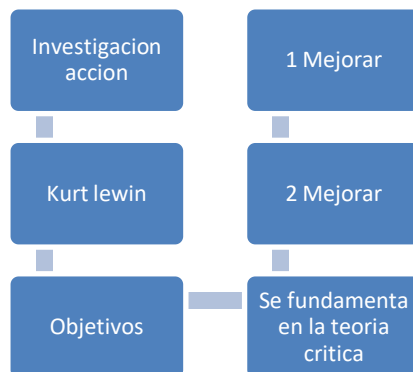 Investigacion
accion
Kurt lewin
Objetivos
Se fundamenta
en la teoria
critica
2 Mejorar
1 Mejorar